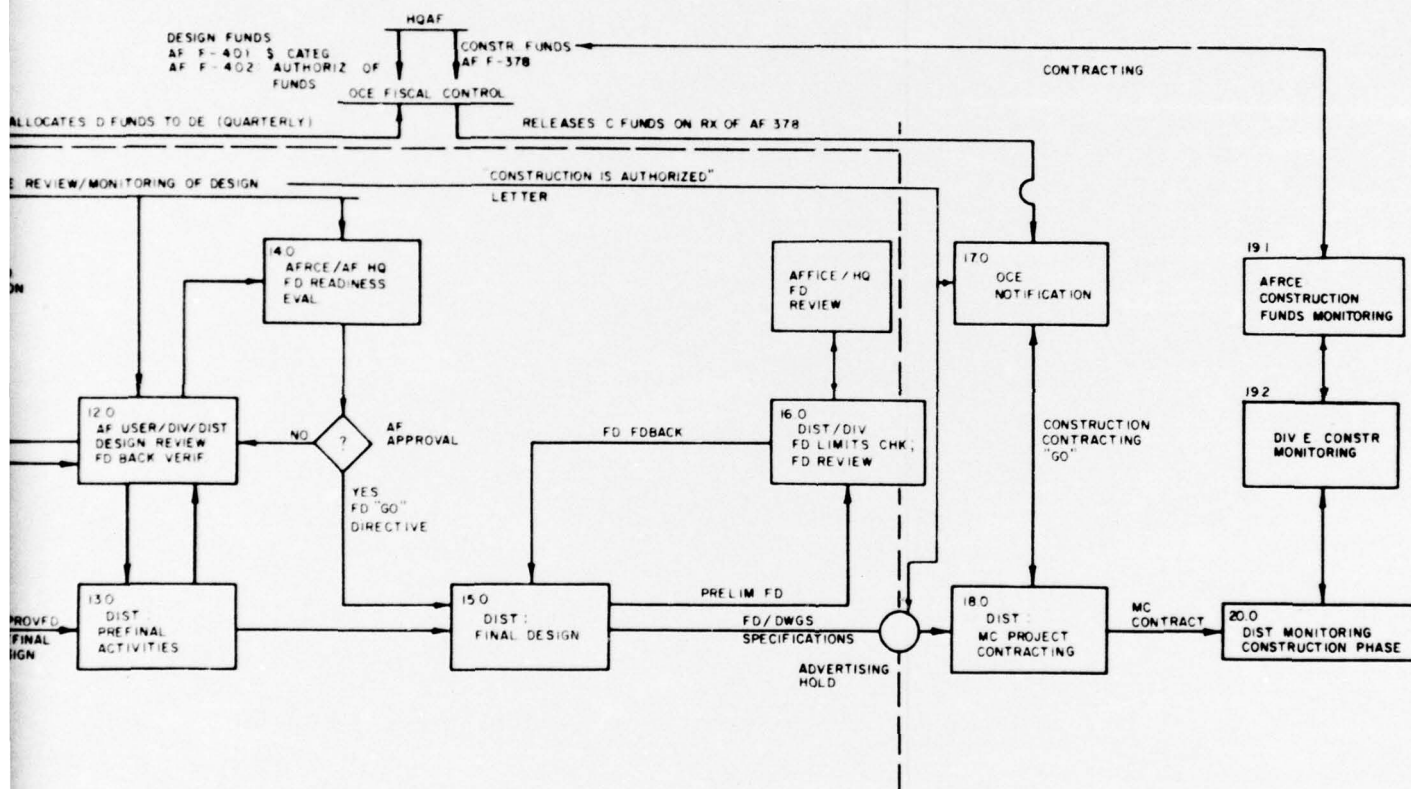 HQAF
DESIGN FUNDS
AF F-401 $ CATEG
AF F-402 AUTHORIZ OF
FUNDS
CONSTR FUNDS
AF F-378
CONTRACTING
OCE FISCAL CONTROL
ALLOCATES D FUNDS TO DE (QUARTERLY)
RELEASES C FUNDS ON RX OF AF 378
E REVIEW/MONITORING OF DESIGN
"CONSTRUCTION IS AUTHORIZED"
LETTER
ON
14.0
AFRCE/AF HQ
FD READINESS
EVAL
AFFICE/HQ
FD
REVIEW
17.0
OCE
NOTIFICATION
19.1
AFRCE
CONSTRUCTION
FUNDS MONITORING
12.0
AF USER/DIV/DIST
DESIGN REVIEW
FD BACK VERIF
NO
?
AF
APPROVAL
FD FDBACK
16.0
DIST/DIV
FD LIMITS CHK;
FD REVIEW
CONSTRUCTION
CONTRACTING
"GO"
19.2
DIV E CONSTR
MONITORING
YES
FD "GO"
DIRECTIVE
PROVED
FINAL
IGN
13.0
DIST:
PREFINAL
ACTIVITIES
15.0
DIST:
FINAL DESIGN
PRELIM FD
FD/DWGS
SPECIFICATIONS
ADVERTISING
HOLD
18.0
DIST:
MC PROJECT
CONTRACTING
MC
CONTRACT
20.0
DIST MONITORING
CONSTRUCTION PHASE